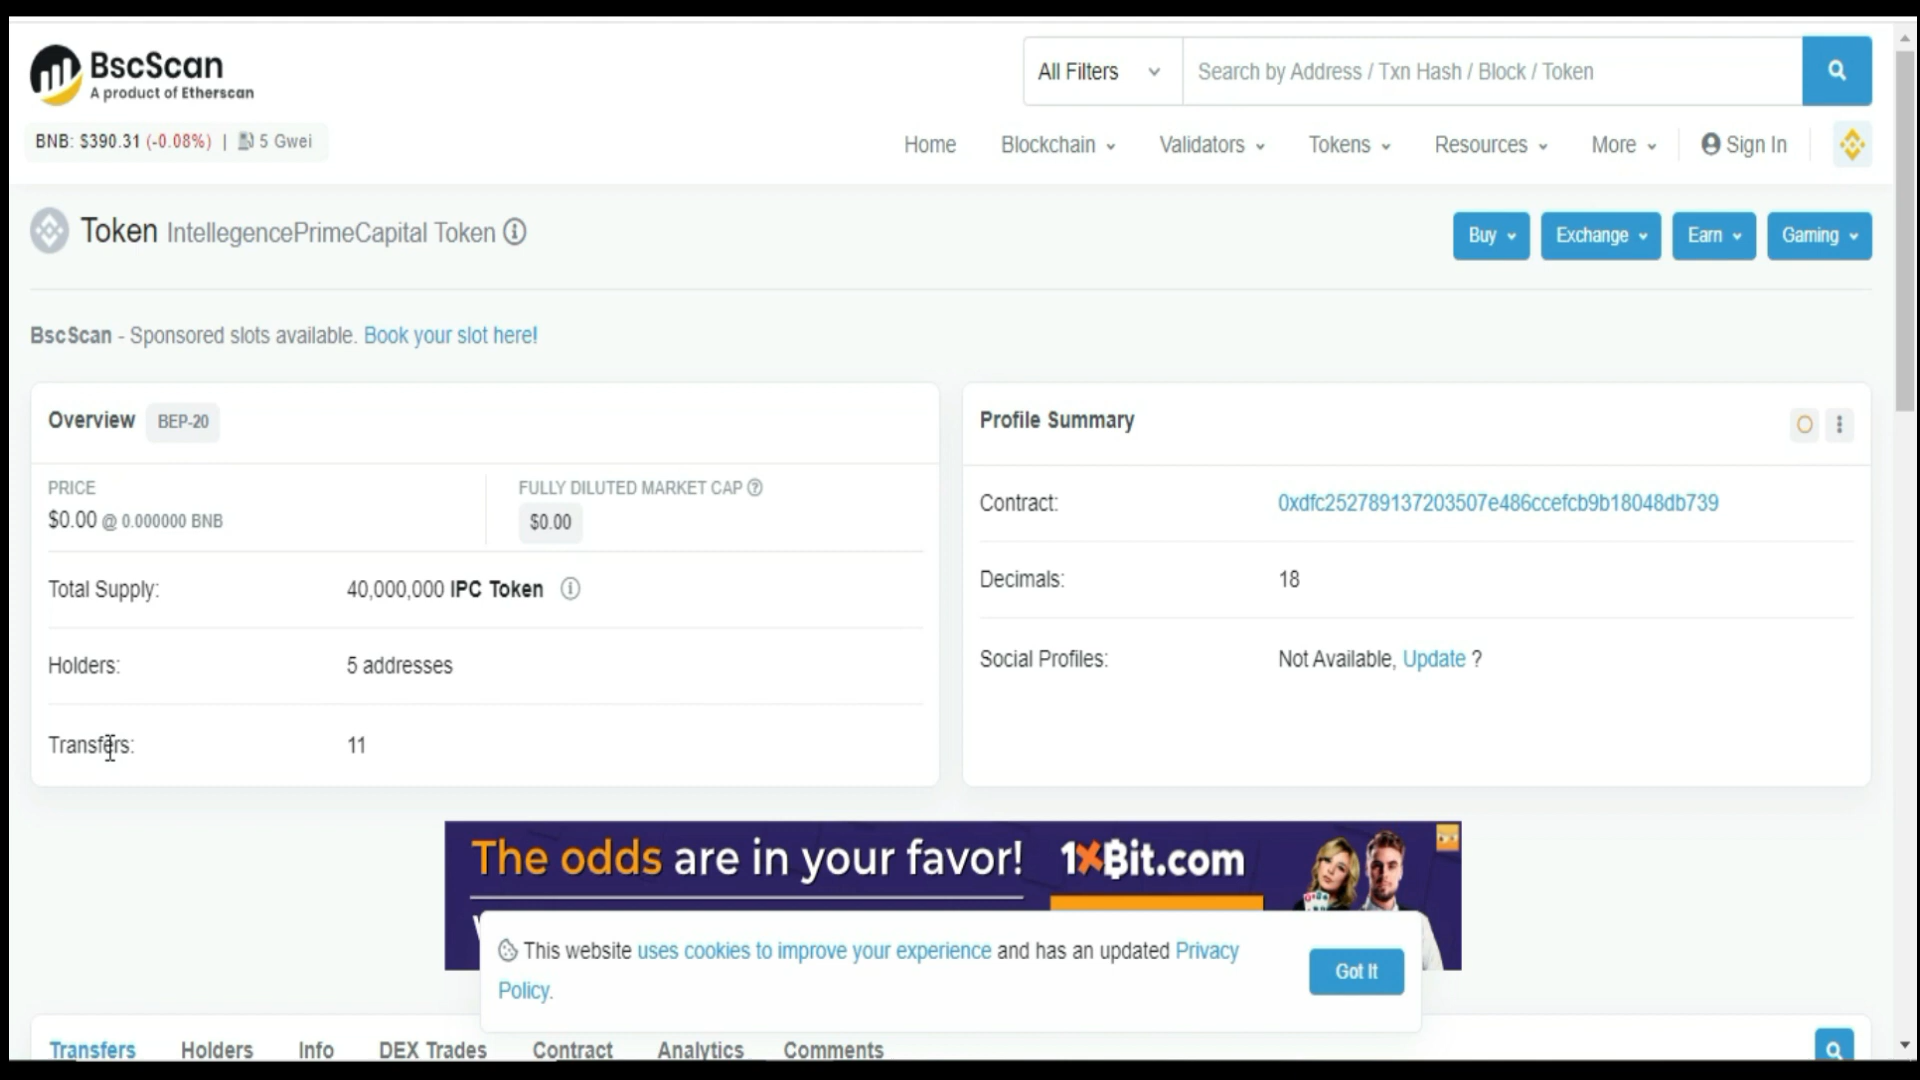 BscScan
A product of Etherscan
All Filters
Search by Address / Txn Hash / Block / Token
BNB: $390.31 (-0.08%) | 5 Gwei
Home Blockchain Validators Tokens Resources More Sign In
Token IntellegencePrimeCapital Token
Buy Exchange Earn Gaming
BscScan - Sponsored slots available. Book your slot here!
Overview BEP-20
PRICE
$0.00 @ 0.000000 BNB
FULLY DILUTED MARKET CAP
$0.00
Total Supply: 40,000,000 IPC Token
Holders: 5 addresses
Transfers: 11
Profile Summary
Contract: 0xdfc252789137203507e486ccefcb9b18048db739
Decimals: 18
Social Profiles: Not Available, Update ?
The odds are in your favor! 1XBit.com
This website uses cookies to improve your experience and has an updated Privacy
Policy.
Got It
Transfers Holders Info DEX Trades Contract Analytics Comments